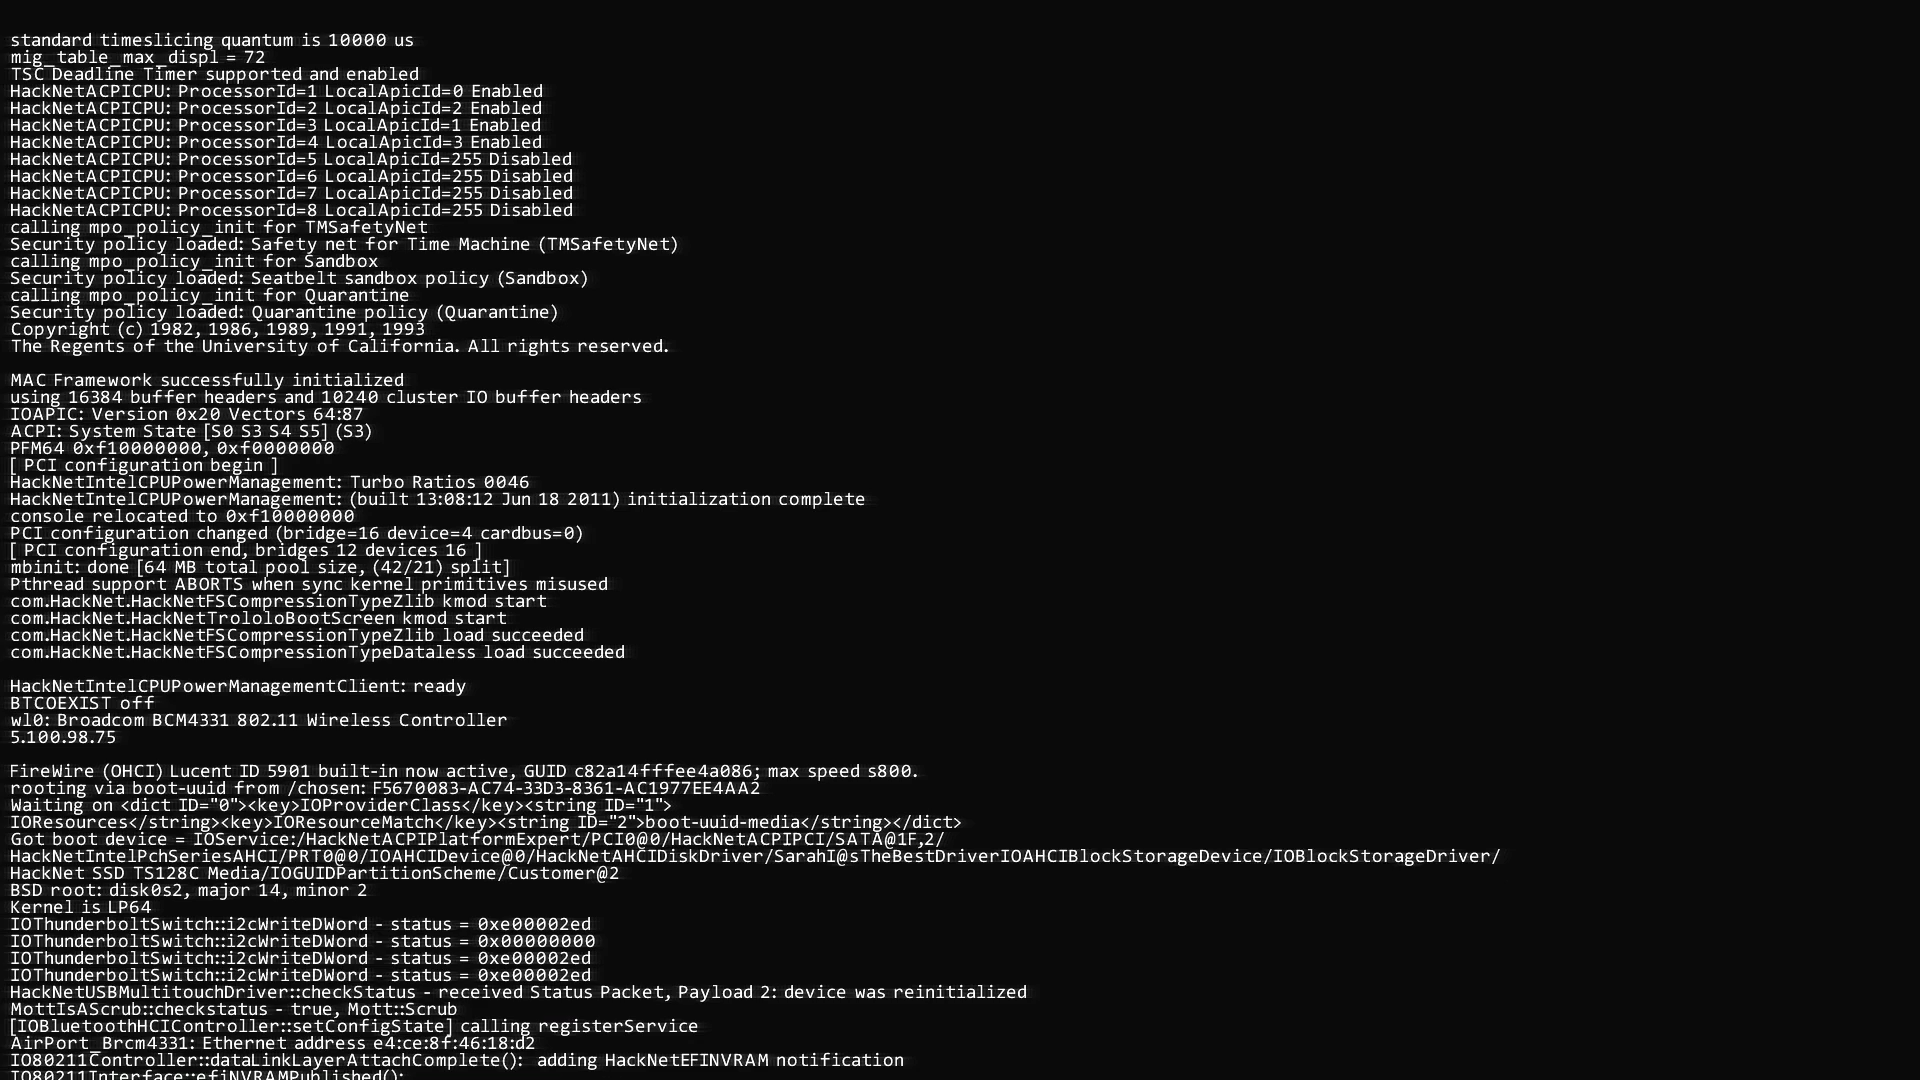 standard timeslicing quantum is 10000 us
mig_table_max_displ = 72
TSC Deadline Timer supported and enabled
HackNetACPICPU: ProcessorId=1 LocalApicId=0 Enabled
HackNetACPICPU: ProcessorId=2 LocalApicId=2 Enabled
HackNetACPICPU: ProcessorId=3 LocalApicId=1 Enabled
HackNetACPICPU: ProcessorId=4 LocalApicId=3 Enabled
HackNetACPICPU: ProcessorId=5 LocalApicId=255 Disabled
HackNetACPICPU: ProcessorId=6 LocalApicId=255 Disabled
HackNetACPICPU: ProcessorId=7 LocalApicId=255 Disabled
HackNetACPICPU: ProcessorId=8 LocalApicId=255 Disabled
calling mpo_policy_init for TMSafetyNet
Security policy loaded: Safety net for Time Machine (TMSafetyNet)
calling mpo_policy_init for Sandbox
Security policy loaded: Seatbelt sandbox policy (Sandbox)
calling mpo_policy_init for Quarantine
Security policy loaded: Quarantine policy (Quarantine)
Copyright (c) 1982, 1986, 1989, 1991, 1993
The Regents of the University of California. All rights reserved.
MAC Framework successfully initialized
using 16384 buffer headers and 10240 cluster IO buffer headers
IOAPIC: Version 0x20 Vectors 64:87
ACPI: System State [S0 S3 S4 S5] (S3)
PFM64 0xf10000000, 0xf0000000
[ PCI configuration begin ]
HackNetIntelCPUPowerManagement: Turbo Ratios 0046
HackNetIntelCPUPowerManagement: (built 13:08:12 Jun 18 2011) initialization complete
console relocated to 0xf10000000
PCI configuration changed (bridge=16 device=4 cardbus=0)
[ PCI configuration end, bridges 12 devices 16 ]
mbinit: done [64 MB total pool size, (42/21) split]
Pthread support ABORTS when sync kernel primitives misused
com.HackNet.HackNetFSCompressionTypeZlib kmod start
com.HackNet.HackNetTrololoBootScreen kmod start
com.HackNet.HackNetFSCompressionTypeZlib load succeeded
com.HackNet.HackNetFSCompressionTypeDataless load succeeded
HackNetIntelCPUPowerManagementClient: ready
BTCOEXIST off
wl0: Broadcom BCM4331 802.11 Wireless Controller
5.100.98.75
FireWire (OHCI) Lucent ID 5901 built-in now active, GUID c82a14fffee4a086; max speed s800.
rooting via boot-uuid from /chosen: F5670083-AC74-33D3-8361-AC1977EE4AA2
Waiting on <dict ID="0"><key>IOProviderClass</key><string ID="1">
IOResources</string><key>IOResourceMatch</key><string ID="2">boot-uuid-media</string></dict>
Got boot device = IOService:/HackNetACPIPlatformExpert/PCI0@0/HackNetACPIPCI/SATA@1F,2/
HackNetIntelPchSeriesAHCI/PRT0@0/IOAHCIDevice@0/HackNetAHCIDiskDriver/SarahI@sTheBestDriverIOAHCIBlockStorageDevice/IOBlockStorageDriver/
HackNet SSD TS128C Media/IOGUIDPartitionScheme/Customer@2
BSD root: disk0s2, major 14, minor 2
Kernel is LP64
IOThunderboltSwitch::i2cWriteDWord - status = 0xe00002ed
IOThunderboltSwitch::i2cWriteDWord - status = 0x00000000
IOThunderboltSwitch::i2cWriteDWord - status = 0xe00002ed
IOThunderboltSwitch::i2cWriteDWord - status = 0xe00002ed
HackNetUSBMultitouchDriver::checkStatus - received Status Packet, Payload 2: device was reinitialized
MottIsAScrub::checkstatus - true, Mott::Scrub
[IOBluetoothHCIController::setConfigState] calling registerService
AirPort_Brcm4331: Ethernet address e4:ce:8f:46:18:d2
IO80211Controller::dataLinkLayerAttachComplete():  adding HackNetEFINVRAM notification
IO80211Interface::efiNVRAMPublished():